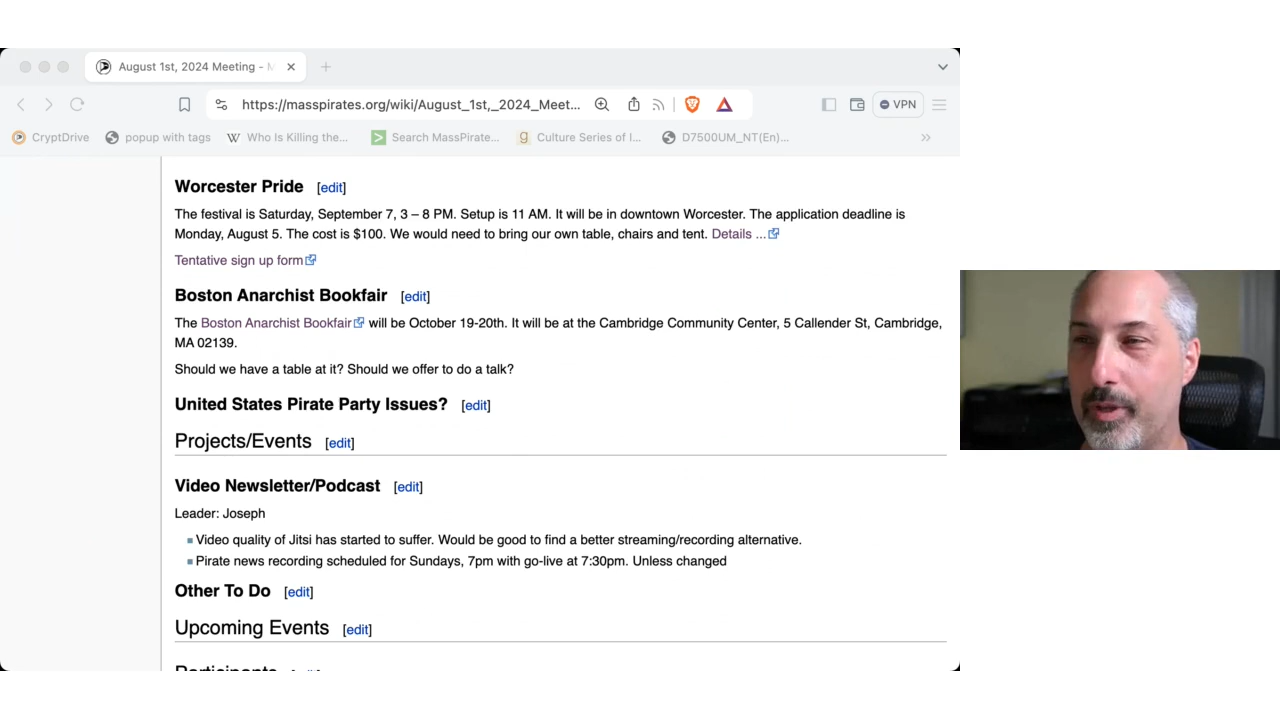 August 1st, 2024 Meeting - M
https://masspirates.org/wiki/August_1st,_2024_Meet...
VPN
CryptDrive
popup with tags
Who Is Killing the...
Search MassPirate...
Culture Series of I...
D7500UM_NT(En)...
Worcester Pride [edit]
The festival is Saturday, September 7, 3 – 8 PM. Setup is 11 AM. It will be in downtown Worcester. The application deadline is
Monday, August 5. The cost is $100. We would need to bring our own table, chairs and tent. Details ...
Tentative sign up form
Boston Anarchist Bookfair [edit]
The Boston Anarchist Bookfair will be October 19-20th. It will be at the Cambridge Community Center, 5 Callender St, Cambridge,
MA 02139.
Should we have a table at it? Should we offer to do a talk?
United States Pirate Party Issues? [edit]
Projects/Events [edit]
Video Newsletter/Podcast [edit]
Leader: Joseph
Video quality of Jitsi has started to suffer. Would be good to find a better streaming/recording alternative.
Pirate news recording scheduled for Sundays, 7pm with go-live at 7:30pm. Unless changed
Other To Do [edit]
Upcoming Events [edit]